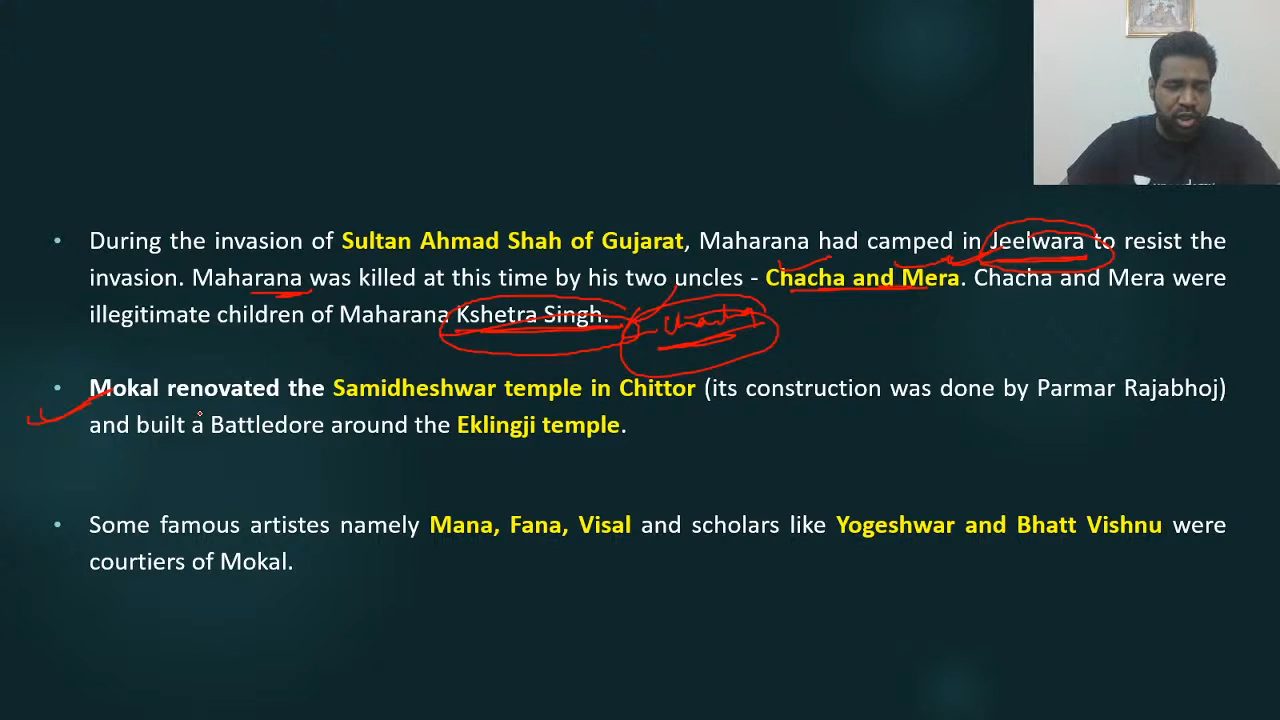 • During the invasion of Sultan Ahmad Shah of Gujarat, Maharana had camped in Jeelwara to resist the
invasion. Maharana was killed at this time by his two uncles - Chacha and Mera. Chacha and Mera were
illegitimate children of Maharana Kshetra Singh.
• Mokal renovated the Samidheshwar temple in Chittor (its construction was done by Parmar Rajabhoj)
and built a Battledore around the Eklingji temple.
• Some famous artistes namely Mana, Fana, Visal and scholars like Yogeshwar and Bhatt Vishnu were
courtiers of Mokal.